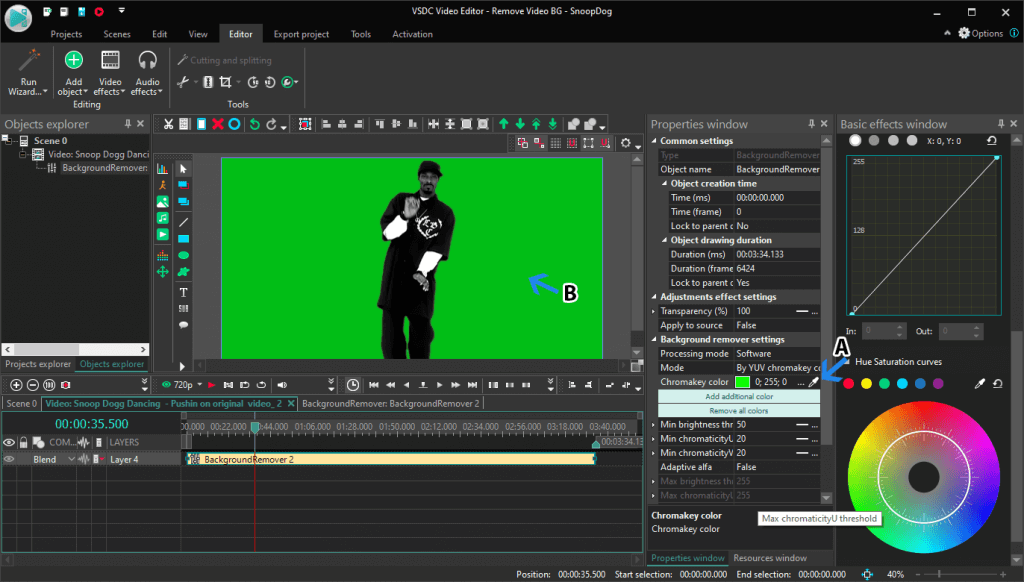 VSDC Video Editor - Remove Video BG - SnoopDog
Projects Scenes Edit View Editor Export project Tools Activation Options
Run Wizard...
Add object
Video effects
Audio effects
Cutting and splitting
Editing Tools
Objects explorer
Scene 0
Video: Snoop Dogg Danci
BackgroundRemover:
Projects explorer Objects explorer
T
B
A
Properties window
Common settings
Type BackgroundRemover
Object name BackgroundRemover
Object creation time
Time (ms) 00:00:00.000
Time (frame) 0
Lock to parent d No
Object drawing duration
Duration (ms) 00:03:34.133
Duration (frame 6424
Lock to parent d Yes
Adjustments effect settings
Transparency (%) 100 ...
Apply to source False
Background remover settings
Processing mode Software
Mode By YUV chromakey co
Chromakey color 0; 255; 0 ...
Add additional color
Remove all colors
Min brightness thr 50 ...
Min chromaticityU 20 ...
Min chromaticityV 20 ...
Adaptive alfa False
Max brightness th 255
Max chromaticityU 255
Chromakey color
Chromakey color
Max chromaticityU threshold
Properties window Resources window
Basic effects window
X: 0, Y: 0
255
128
0
In: 0 Out: 0
Hue Saturation curves
720p
Scene 0 Video: Snoop Dogg Dancing - Pushin on original video_2 BackgroundRemover: BackgroundRemover 2
00:00:35.500
0.000 00:22.000 00:44.000 01:06.000 01:28.000 01:50.000 02:12.000 02:34.000 02:56.000 03:18.000 03:40.000
00:03:34.13
COM... LAYERS
Blend Layer 4
BackgroundRemover 2
Position: 00:00:35.500 Start selection: 00:00:00.000 End selection: 00:00:00.000 40%